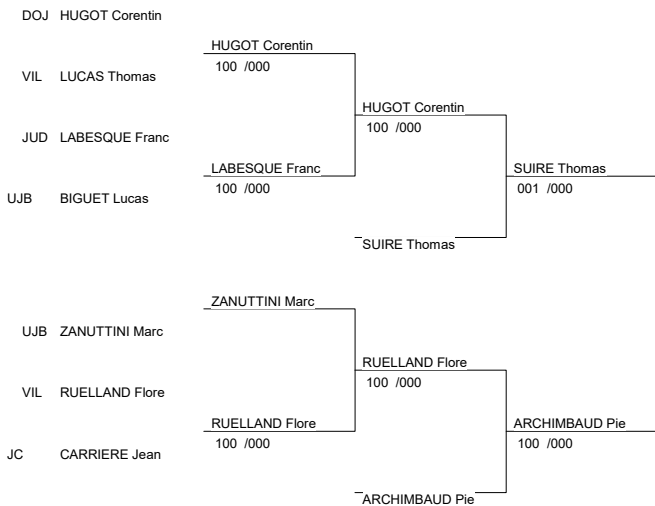 DOJ HUGOT Corentin
HUGOT Corentin
100 /000
VIL LUCAS Thomas
HUGOT Corentin
100 /000
JUD LABESQUE Franc
LABESQUE Franc
100 /000
SUIRE Thomas
001 /000
UJB BIGUET Lucas
SUIRE Thomas
ZANUTTINI Marc
UJB ZANUTTINI Marc
RUELLAND Flore
100 /000
VIL RUELLAND Flore
RUELLAND Flore
100 /000
ARCHIMBAUD Pie
100 /000
JC CARRIERE Jean
ARCHIMBAUD Pie